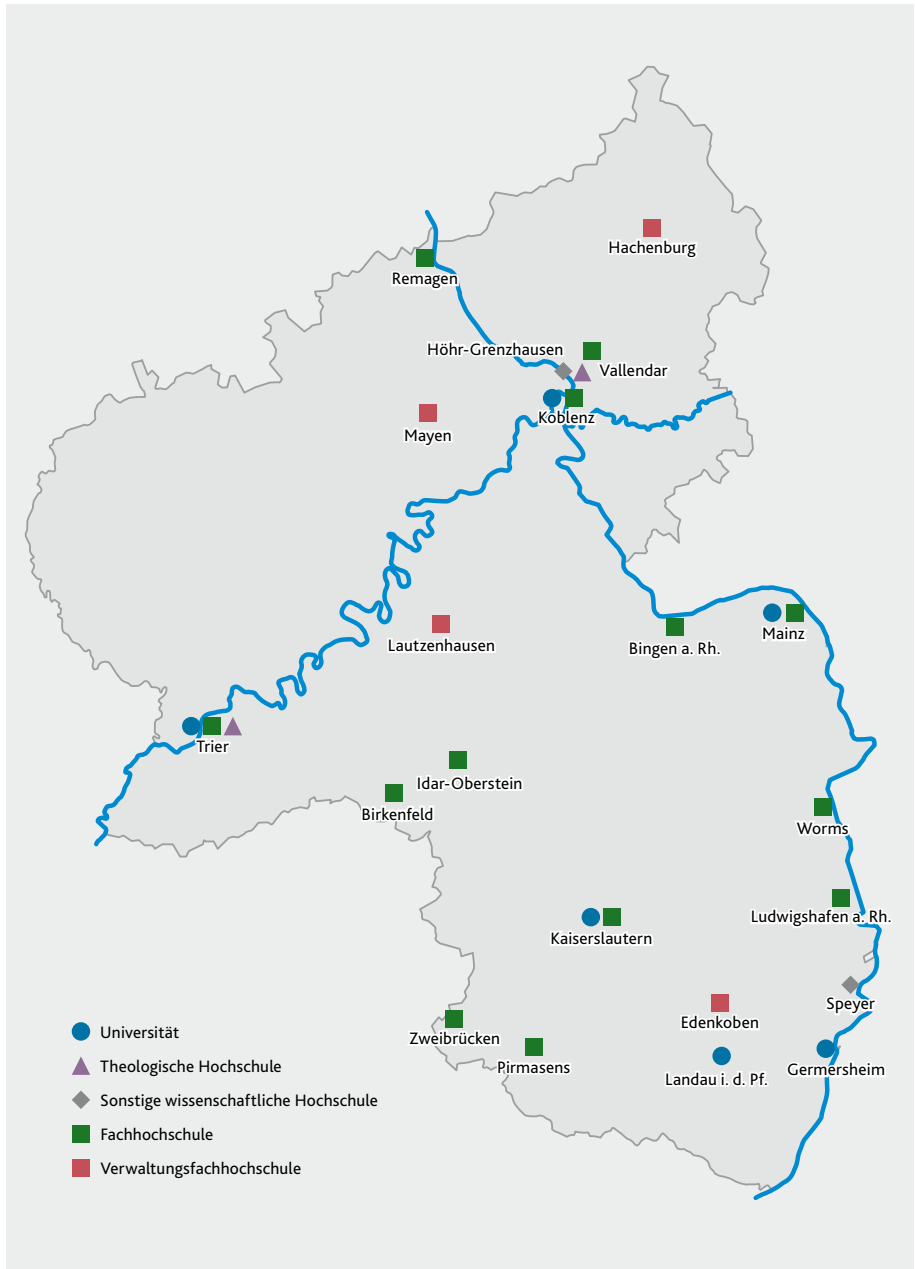 Hachenburg
Remagen
Höhr-Grenzhausen
Vallendar
Koblenz
Mayen
Lautzenhausen
Bingen a. Rh.
Mainz
Trier
Idar-Oberstein
Birkenfeld
Worms
Ludwigshafen a. Rh.
Kaiserslautern
Speyer
Edenkoben
Zweibrücken
Pirmasens
Landau i. d. Pf.
Germersheim
Universität
Theologische Hochschule
Sonstige wissenschaftliche Hochschule
Fachhochschule
Verwaltungsfachhochschule